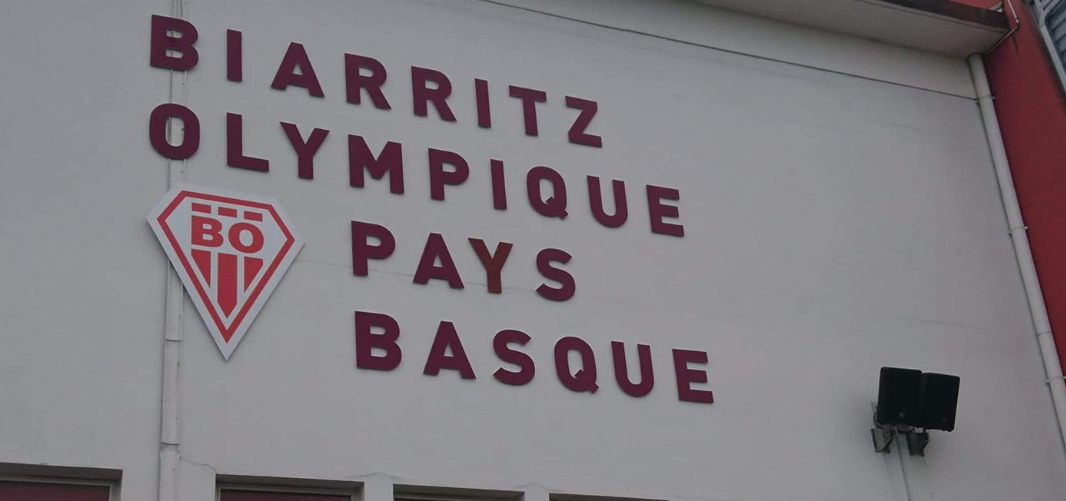 BIARRITZ
OLYMPIQUE
BO
PAYS
BASQUE